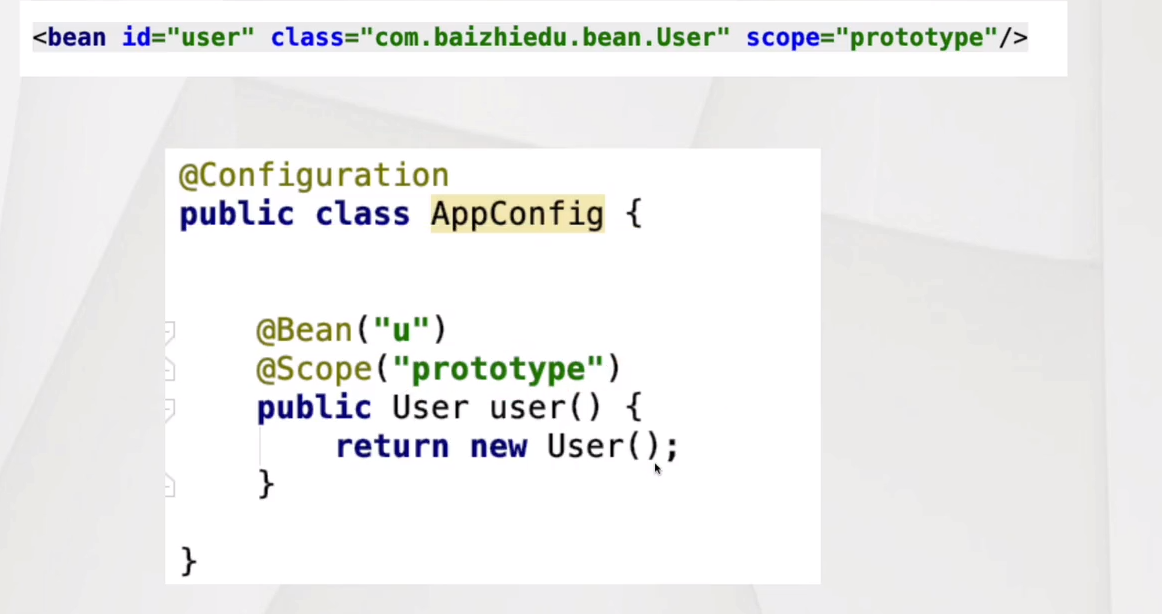 <bean id="user" class="com.baizhiedu.bean.User" scope="prototype"/>
@Configuration
public class AppConfig {
@Bean("u")
@Scope("prototype")
public User user() {
return new User();
}
}